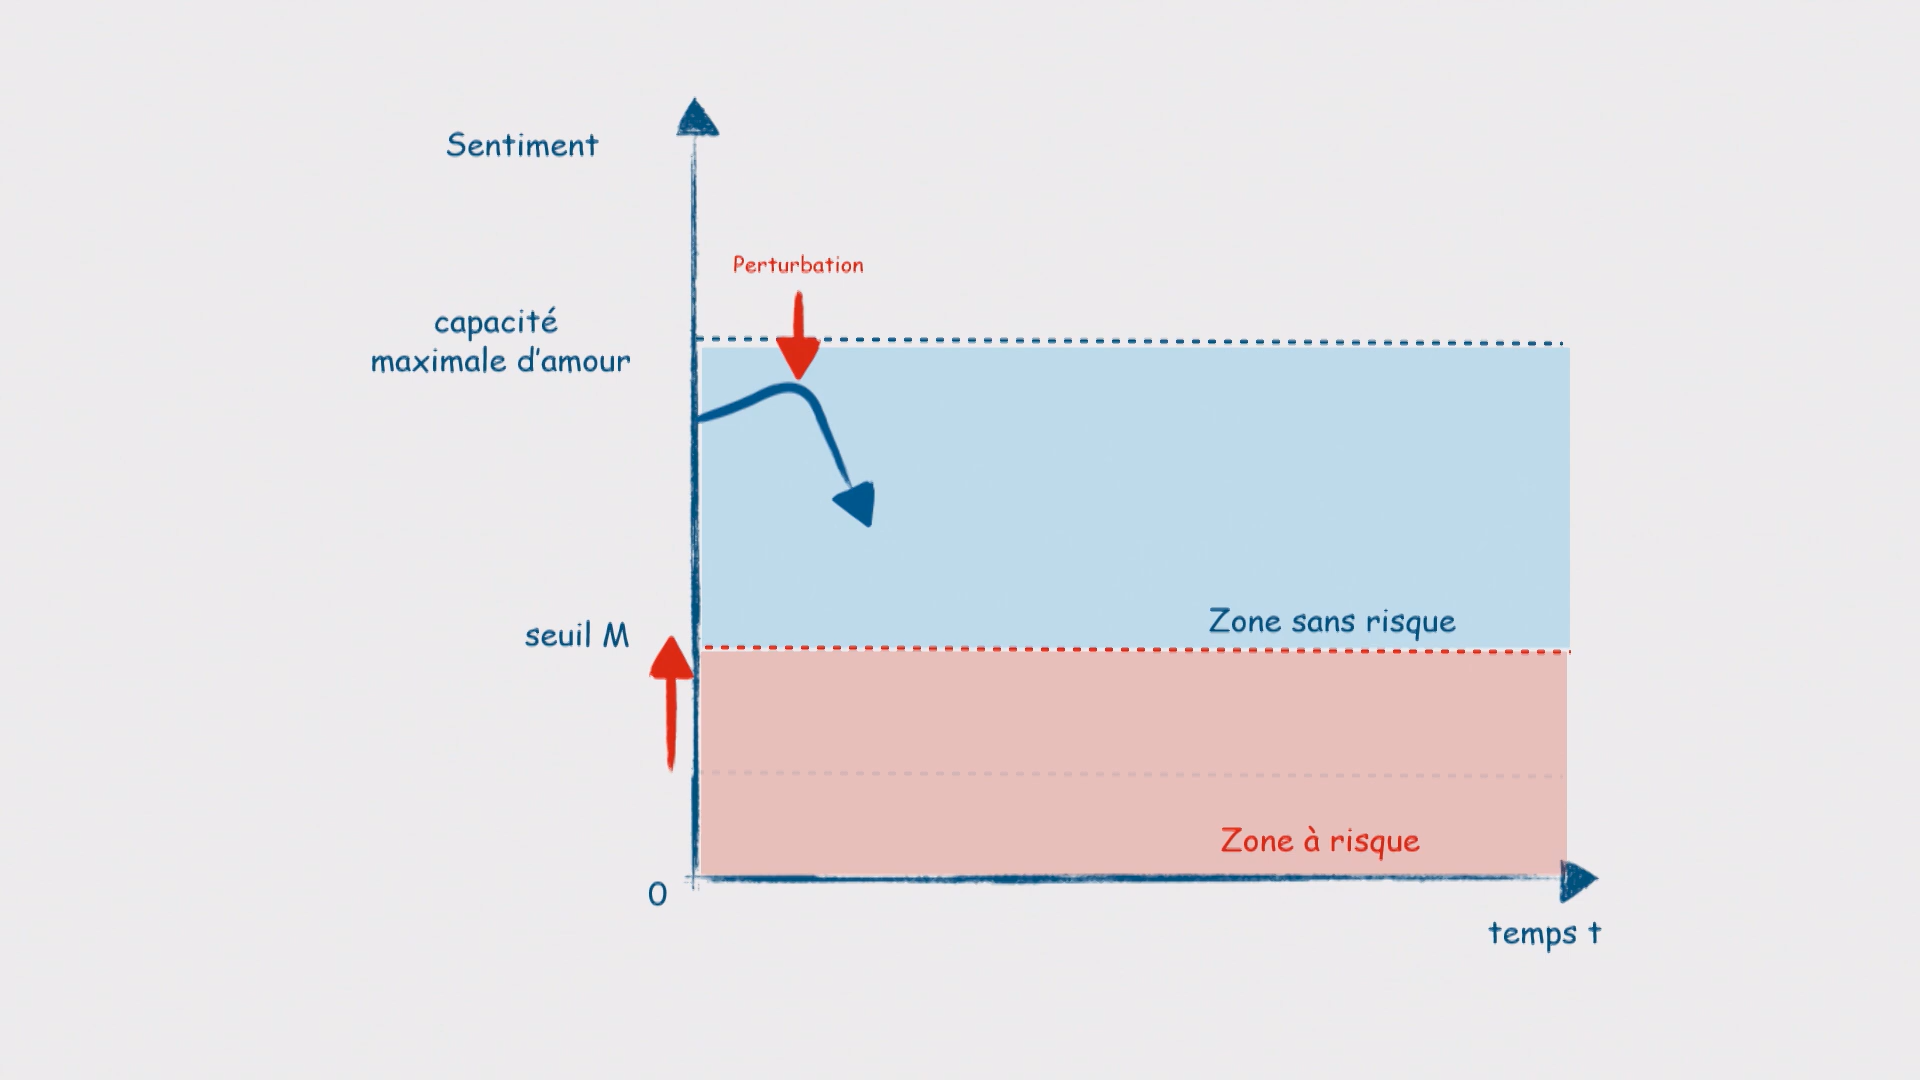 Sentiment
Perturbation
capacité
maximale d'amour
Zone sans risque
seuil M
Zone à risque
0
temps t